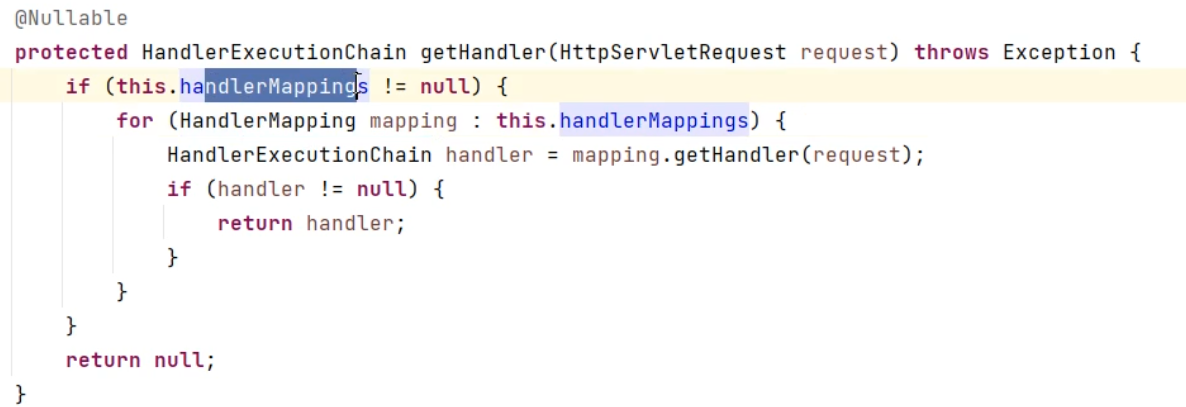 @Nullable
protected HandlerExecutionChain getHandler(HttpServletRequest request) throws Exception {
    if (this.handlerMappings != null) {
        for (HandlerMapping mapping : this.handlerMappings) {
            HandlerExecutionChain handler = mapping.getHandler(request);
            if (handler != null) {
                return handler;
            }
        }
    }
    return null;
}